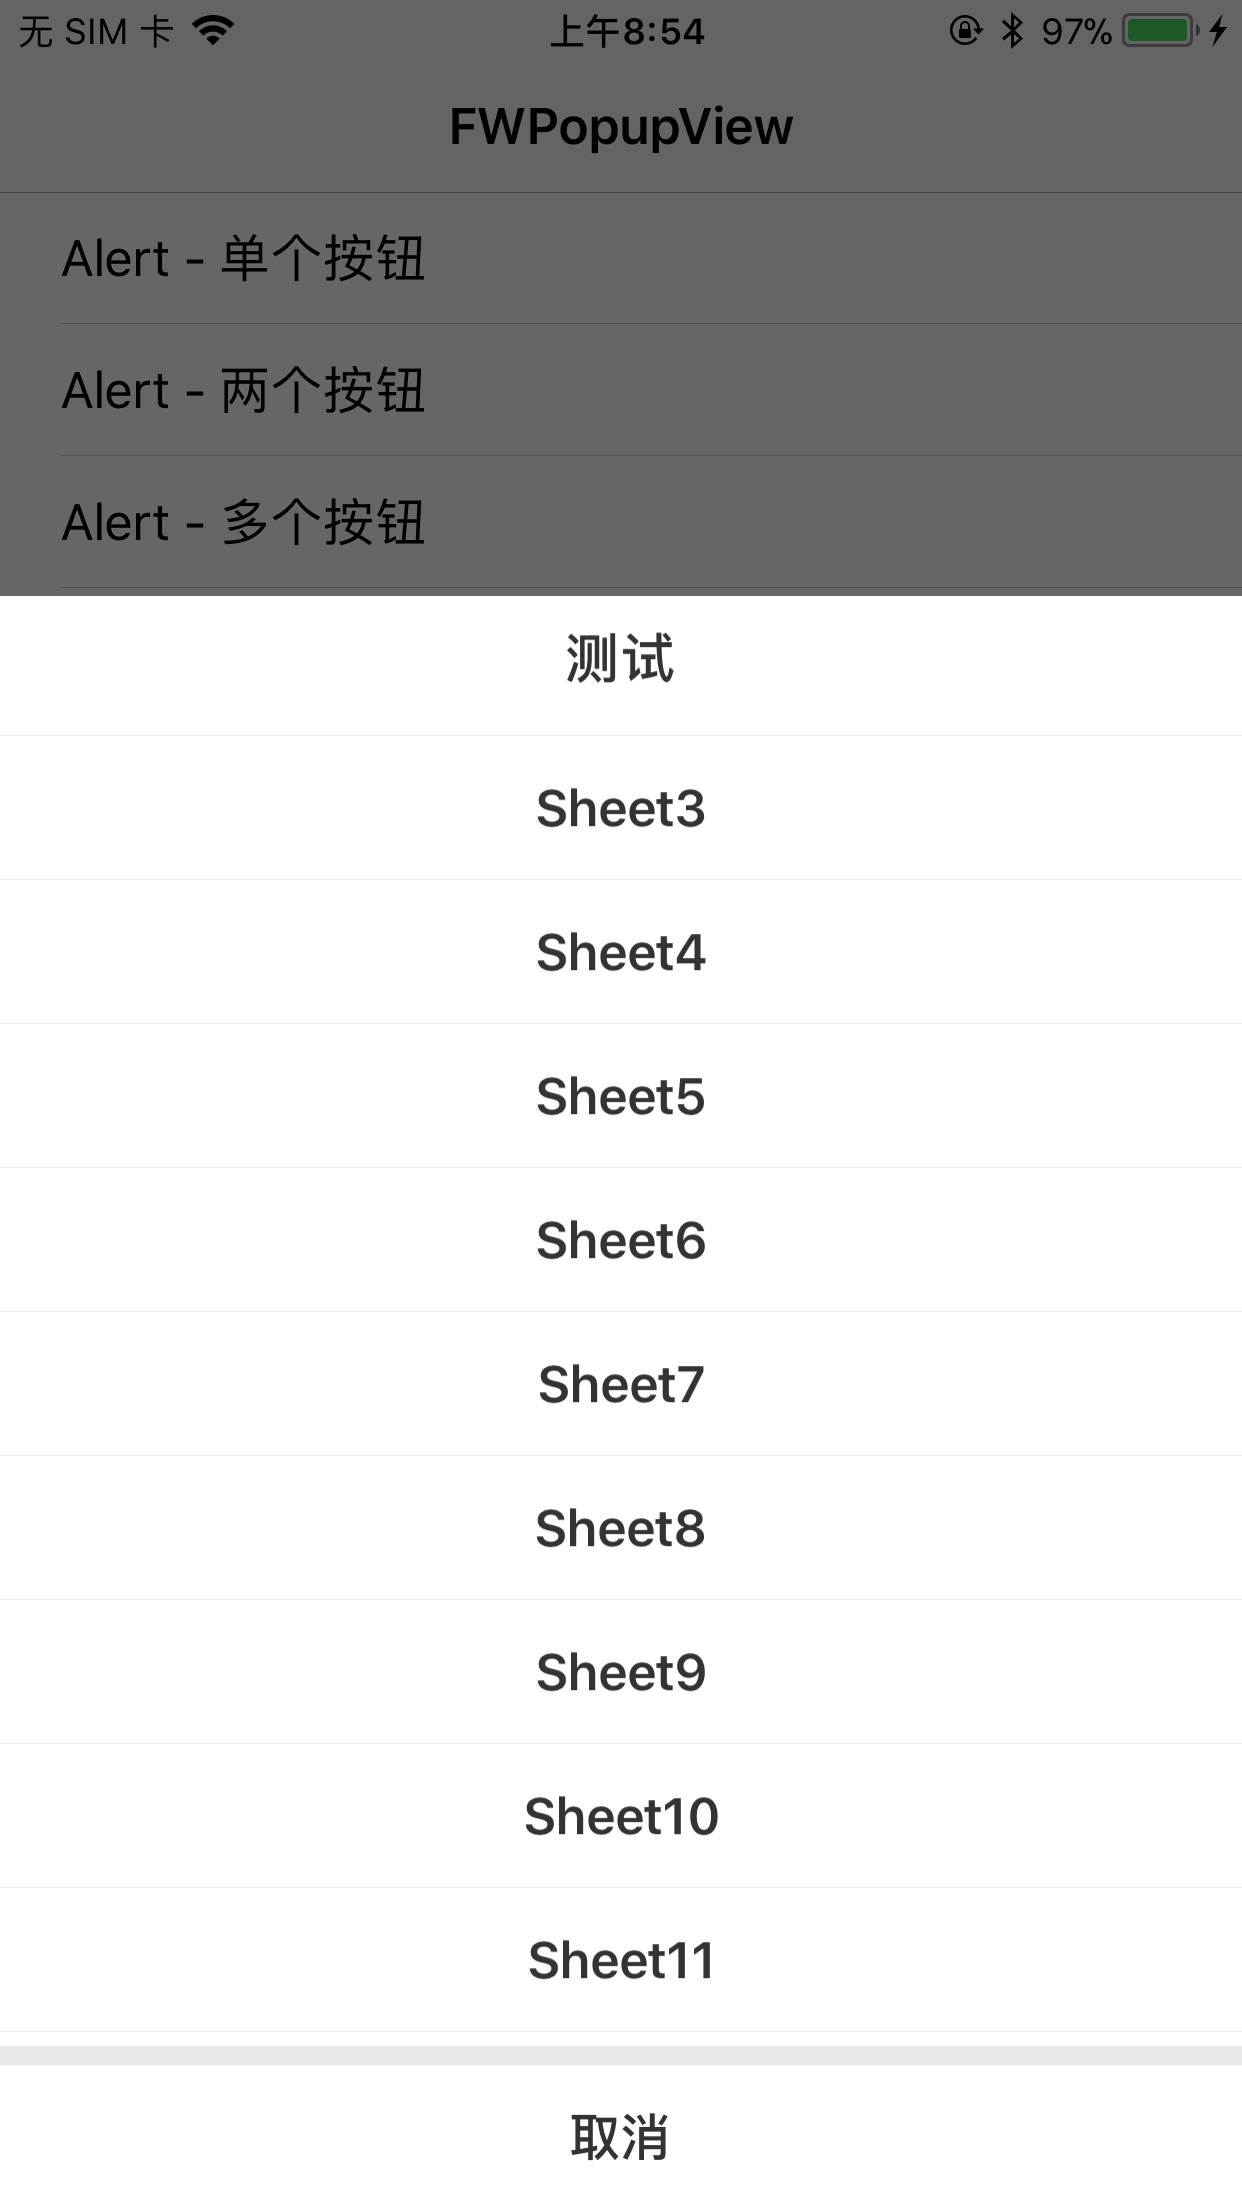 无 SIM 卡 上午8:54 97%
FWPopupView
Alert - 单个按钮
Alert - 两个按钮
Alert - 多个按钮
测试
Sheet3
Sheet4
Sheet5
Sheet6
Sheet7
Sheet8
Sheet9
Sheet10
Sheet11
取消